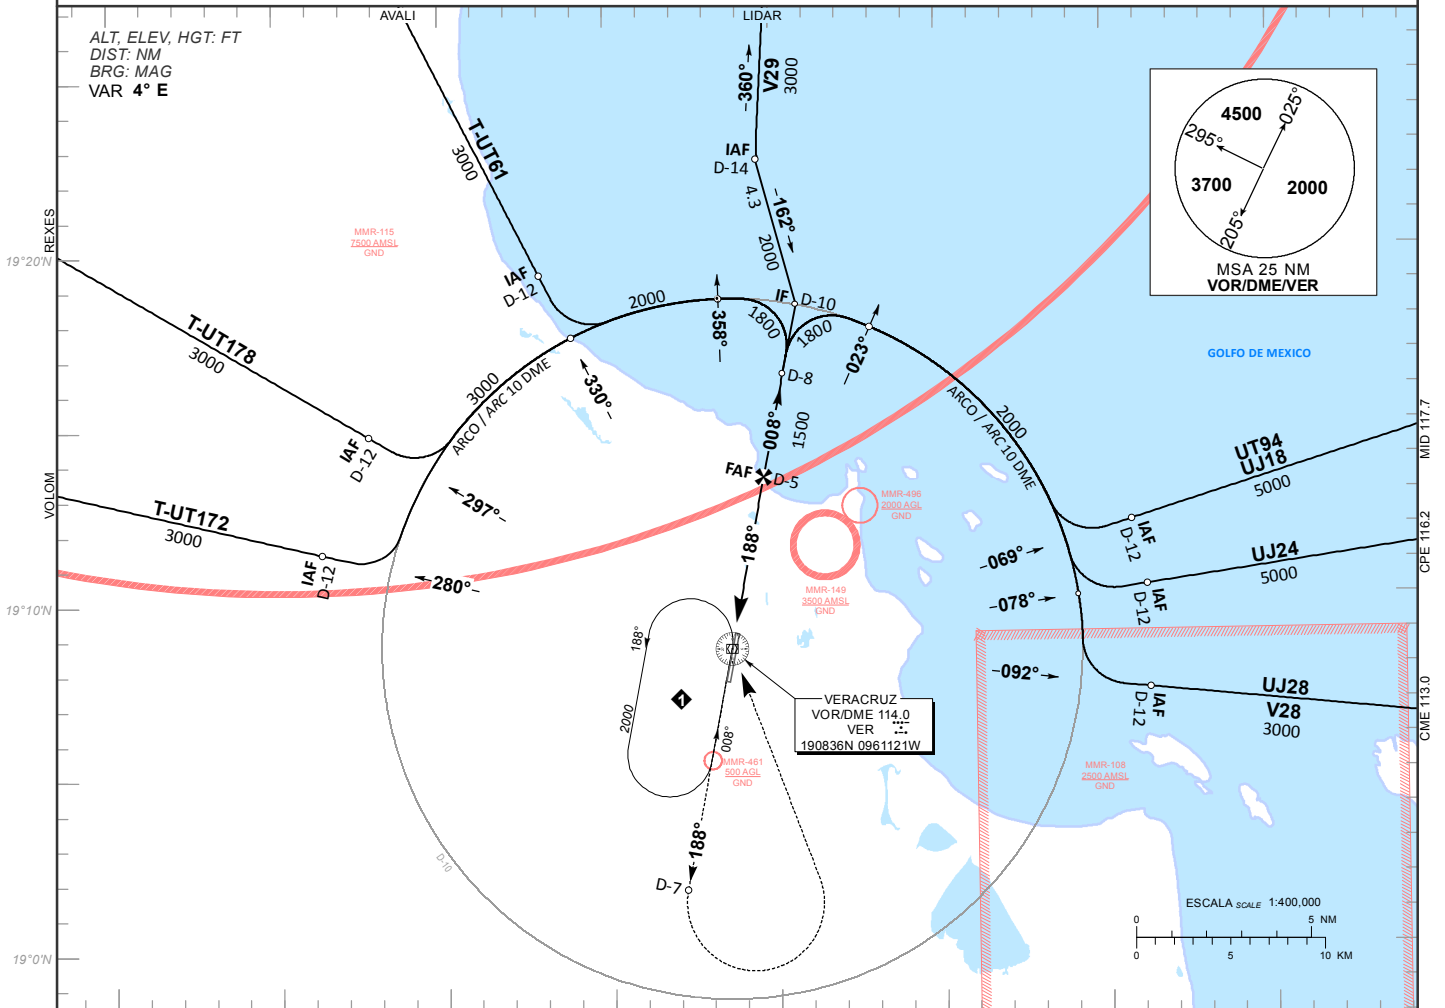 AVALI
LIDAR
ALT, ELEV, HGT: FT
DIST: NM
BRG: MAG
VAR 4° E
360°
V29
3000
4500
025°
295°
3700
2000
205°
MSA 25 NM
VOR/DME/VER
T-UT61
3000
IAF
D-14
4.3
162°
2000
REXES
MMR-115
7500 AMSL
GND
19°20'N
IAF
D-12
2000
IF
D-10
1800
1800
358°
023°
T-UT178
3000
3000
ARCO / ARC 10 DME
330°
D-8
008°
1500
GOLFO DE MEXICO
ARCO / ARC 10 DME
2000
MID 117.7
IAF
D-12
FAF
D-5
UT94
UJ18
5000
VOLOM
T-UT172
3000
297°
MMR-496
2000 AGL
GND
IAF
D-12
CPE 116.2
188°
069°
UJ24
5000
IAF
D-12
280°
MMR-149
3500 AMSL
GND
078°
IAF
D-12
19°10'N
188°
092°
UJ28
V28
3000
IAF
D-12
CME 113.0
1
2000
008°
VERACRUZ
VOR/DME 114.0
VER
190836N 0961121W
MMR-461
500 AGL
GND
MMR-108
2500 AMSL
GND
188°
D-10
D-7
ESCALA SCALE 1:400,000
0 5 NM
0 5 10 KM
19°0'N